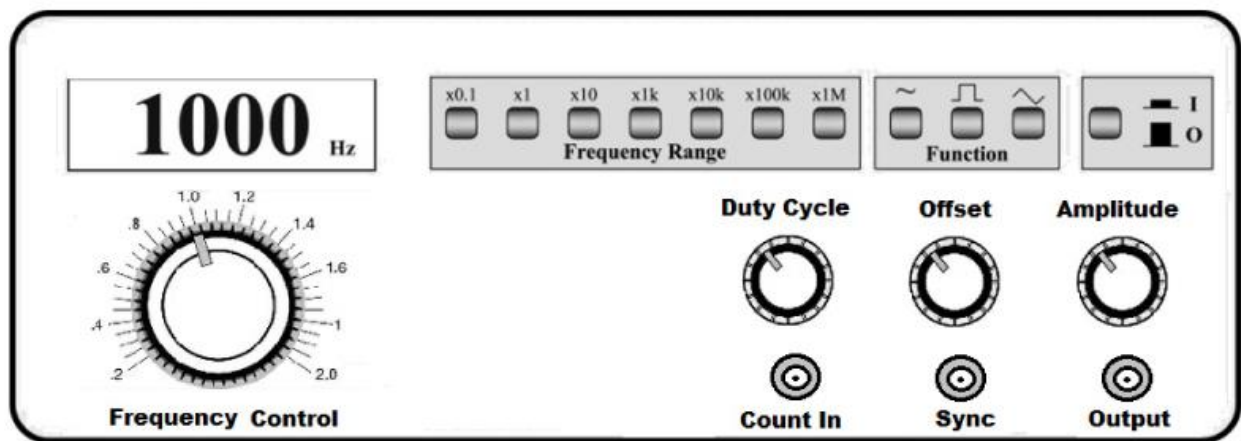 1000 Hz
x0.1 x1 x10 x1k x10k x100k x1M
Frequency Range
Function
I
O
1.0 1.2
.8 1.4
.6 1.6
.4 1
.2 2.0
Frequency Control
Duty Cycle Offset Amplitude
Count In Sync Output